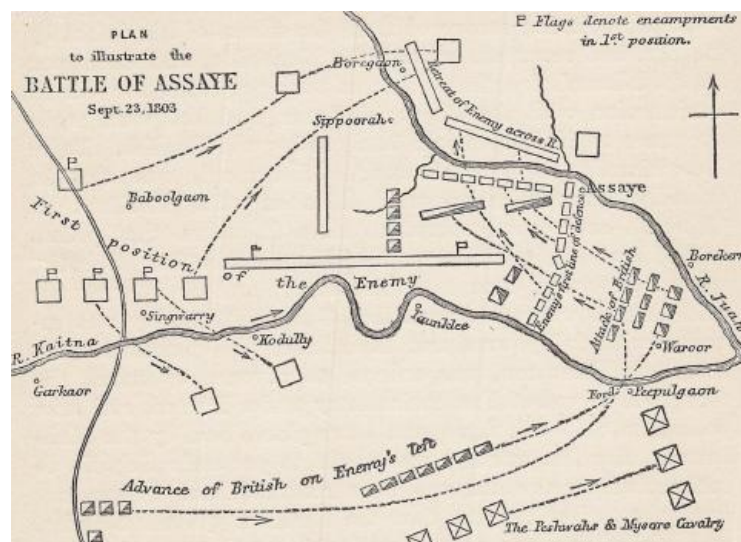 PLAN
to illustrate the
BATTLE OF ASSAYE
Sept. 23, 1803
Flags denote encampments
in 1st. position.
Boregaon
Retreat of Enemy across R.
Sippoorah
Assaye
Baboolgaon
First position of the Enemy
Enemy's first line of defence
Attack of British
Borekern
R. Juah
Singwarry
Kodully
Taunklee
R. Kaitna
Waroor
Garkaor
Ford
Peepulgaon
Advance of British on Enemy's left
The Peshwahs & Mysore Cavalry